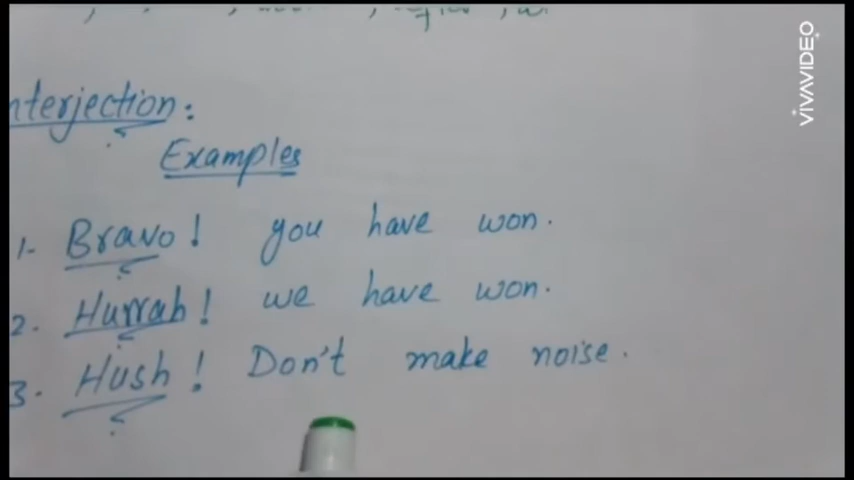 nterjection:
Examples
1- Bravo! you have won.
2. Hurrah! we have won.
3. Hush! Don't make noise.
VIVAVIDEO